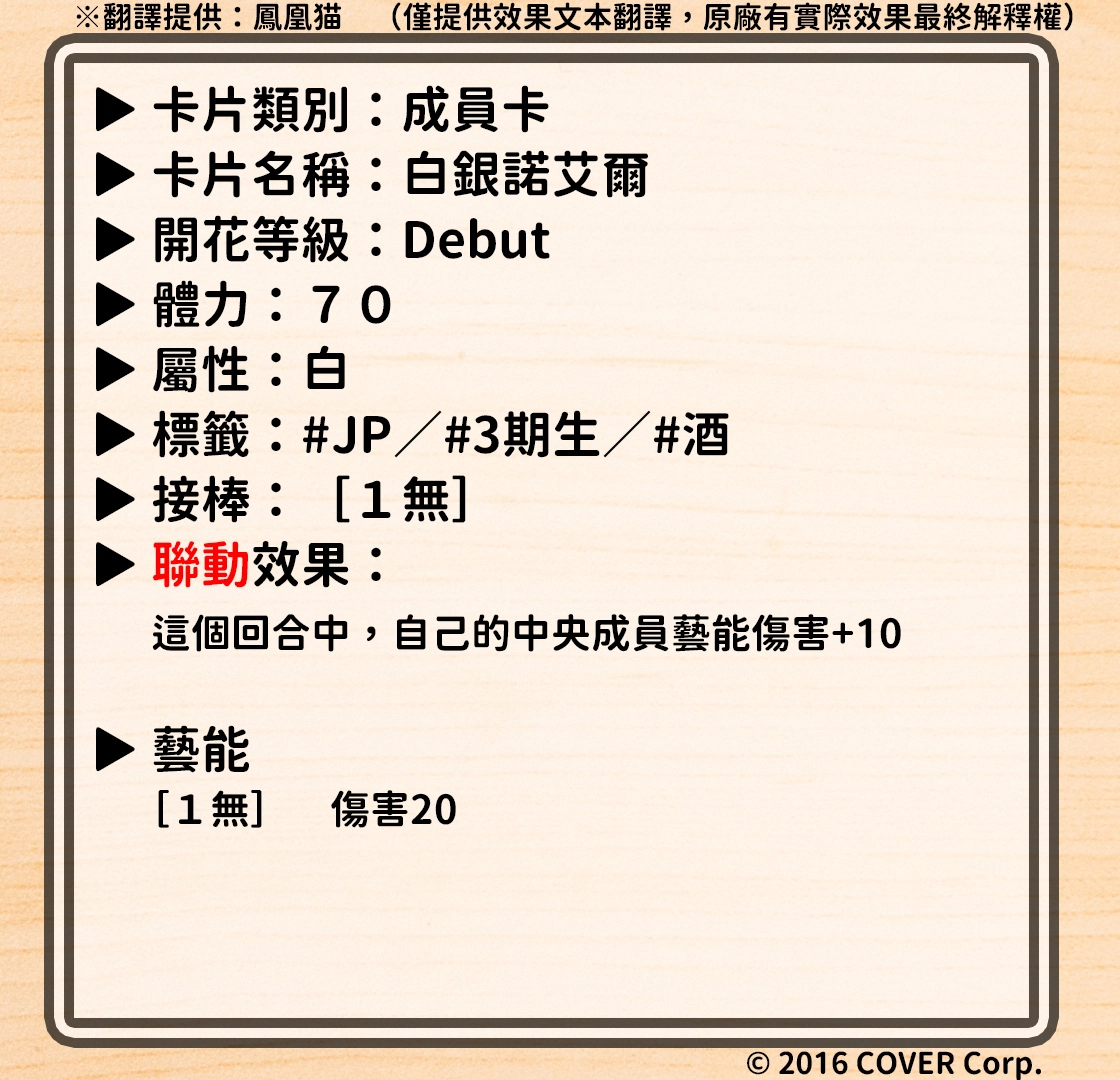 ※翻譯提供：鳳凰猫　（僅提供效果文本翻譯，原廠有實際效果最終解釋權）
▶ 卡片類別：成員卡
▶ 卡片名稱：白銀諾艾爾
▶ 開花等級：Debut
▶ 體力：７０
▶ 屬性：白
▶ 標籤：#JP／#3期生／#酒
▶ 接棒：［１無］
▶ 聯動效果：
這個回合中，自己的中央成員藝能傷害+10
▶ 藝能
［１無］　傷害20
© 2016 COVER Corp.